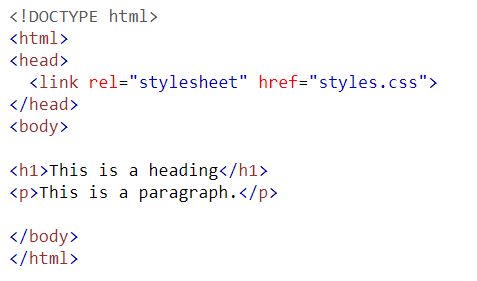 <!DOCTYPE html>
<html>
<head>
  <link rel="stylesheet" href="styles.css">
</head>
<body>

<h1>This is a heading</h1>
<p>This is a paragraph.</p>

</body>
</html>